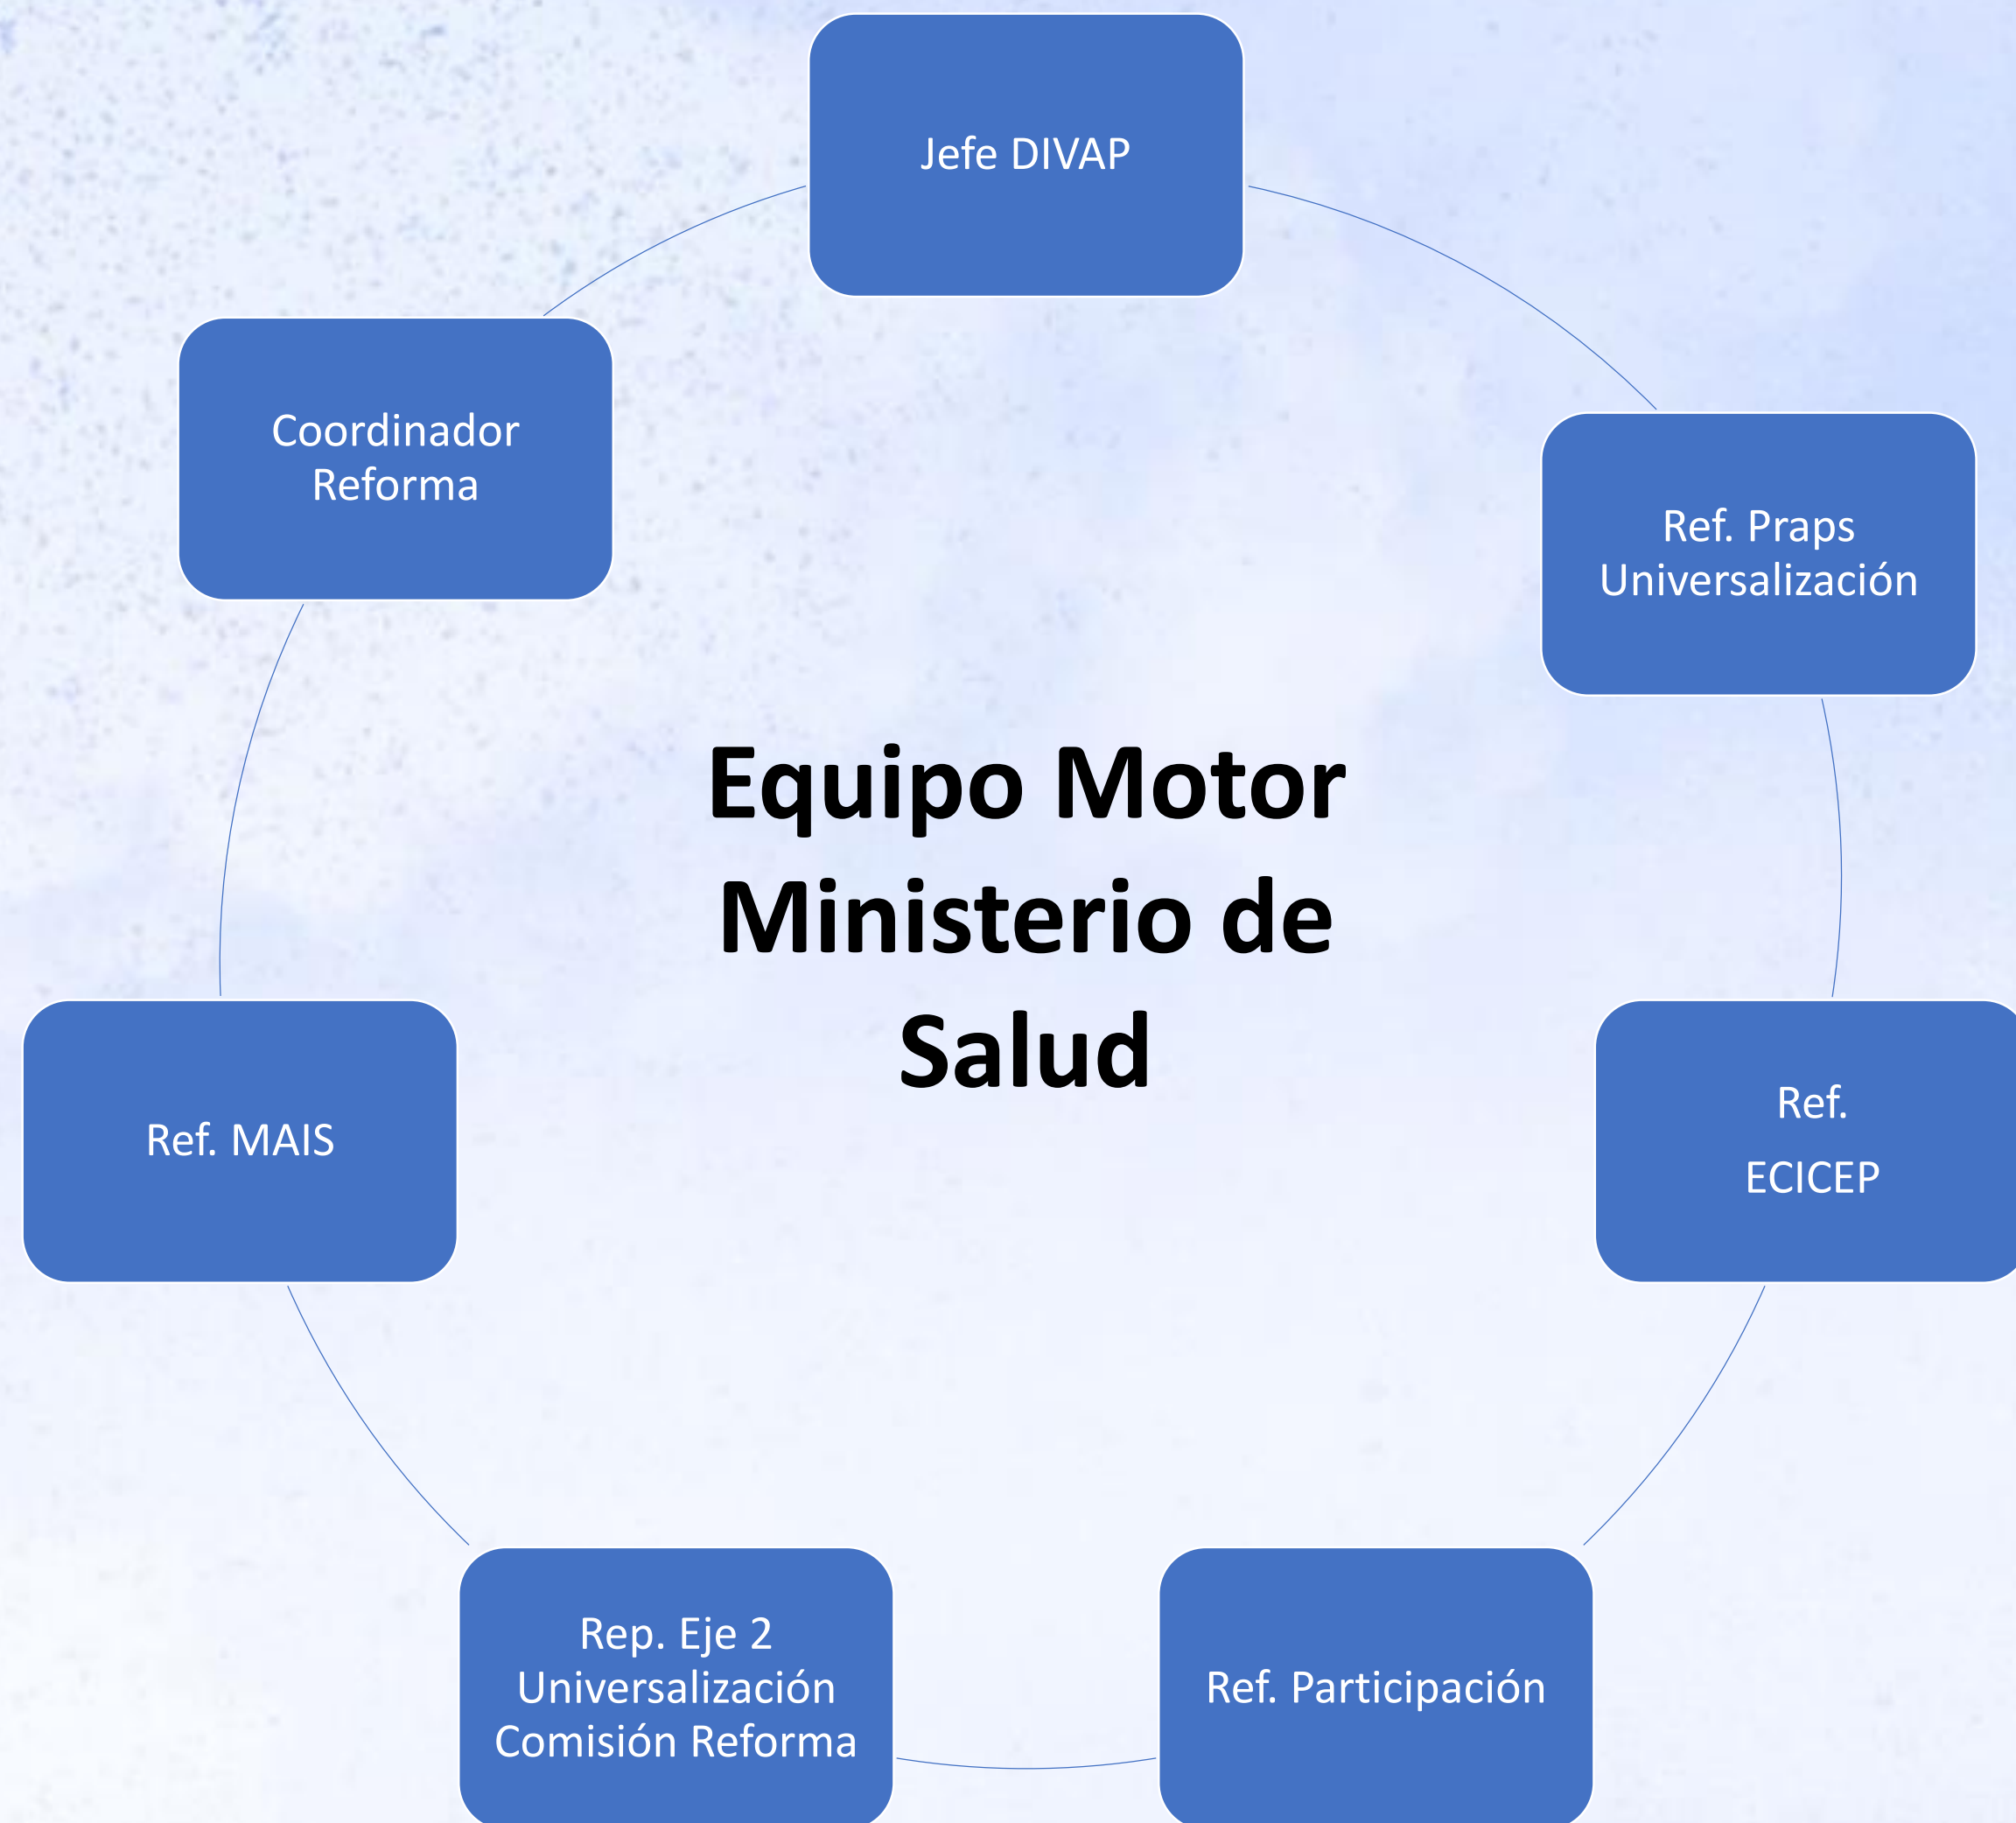 Jefe DIVAP
Coordinador
Reforma
Ref. Praps
Universalización
Equipo Motor
Ministerio de
Salud
Ref. MAIS
Ref.
ECICEP
Rep. Eje 2
Universalización
Comisión Reforma
Ref. Participación